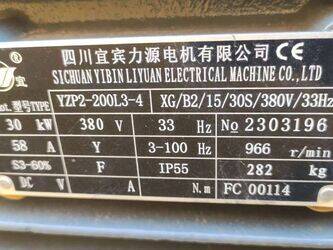 四川宜宾力源电机有限公司 CE
SICHUAN YIBIN LIYUAN ELECTRICAL MACHINE CO.,LTD
宜
ot. 型号TYPE YZP2-200L3-4 XG/B2/15/30S/380V/33Hz
30 kW 380 V 33 Hz No 2303196
58 A Y 3-100 Hz 966 r/min
S3-60% F IP55 282 kg
DC V A N.m FC 00114